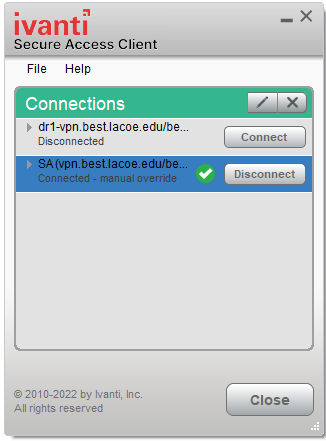 ivanti
Secure Access Client
File Help
Connections
dr1-vpn.best.lacoe.edu/be...
Disconnected
Connect
SA (vpn.best.lacoe.edu/be...
Connected - manual override
Disconnect
© 2010-2022 by Ivanti, Inc.
All rights reserved
Close